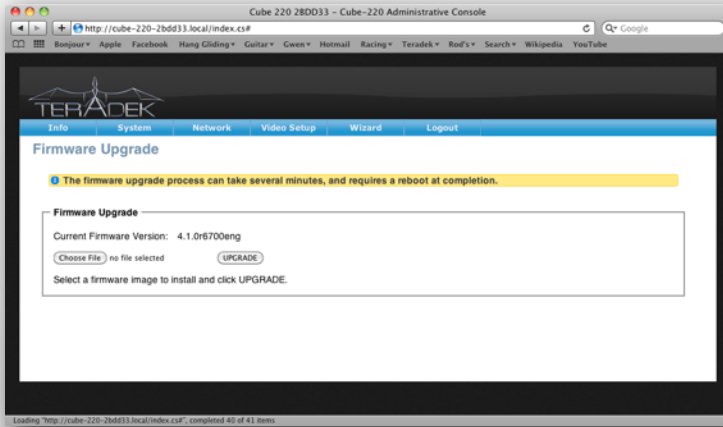 Cube 220 2BDD33 – Cube-220 Administrative Console
http://cube-220-2bdd33.local/index.cs#
Google
Bonjour Apple Facebook Hang Gliding Guitar Gwen Hotmail Racing Teradek Rod's Search Wikipedia YouTube
TERADEK
Info System Network Video Setup Wizard Logout
Firmware Upgrade
The firmware upgrade process can take several minutes, and requires a reboot at completion.
Firmware Upgrade
Current Firmware Version: 4.1.0r6700eng
Choose File no file selected UPGRADE
Select a firmware image to install and click UPGRADE.
Loading "http://cube-220-2bdd33.local/index.cs#", completed 40 of 41 items